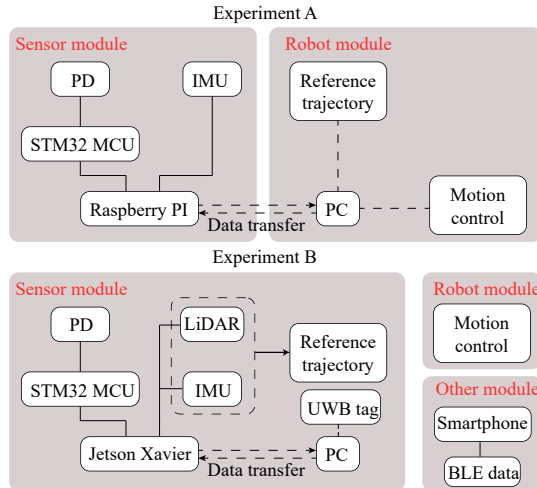 Experiment A
Sensor module
Robot module
PD
IMU
Reference
trajectory
STM32 MCU
Raspberry PI
PC
Motion
control
Data transfer
Experiment B
Sensor module
Robot module
PD
LiDAR
Reference
trajectory
Motion
control
STM32 MCU
IMU
UWB tag
Other module
Smartphone
Jetson Xavier
PC
Data transfer
BLE data